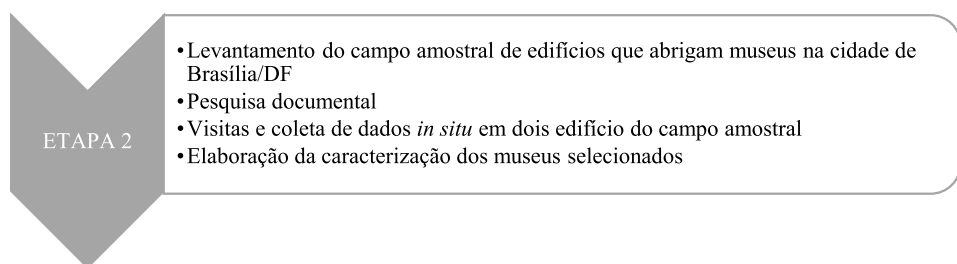 ETAPA 2
•Levantamento do campo amostral de edifícios que abrigam museus na cidade de
Brasília/DF
•Pesquisa documental
•Visitas e coleta de dados in situ em dois edifício do campo amostral
•Elaboração da caracterização dos museus selecionados